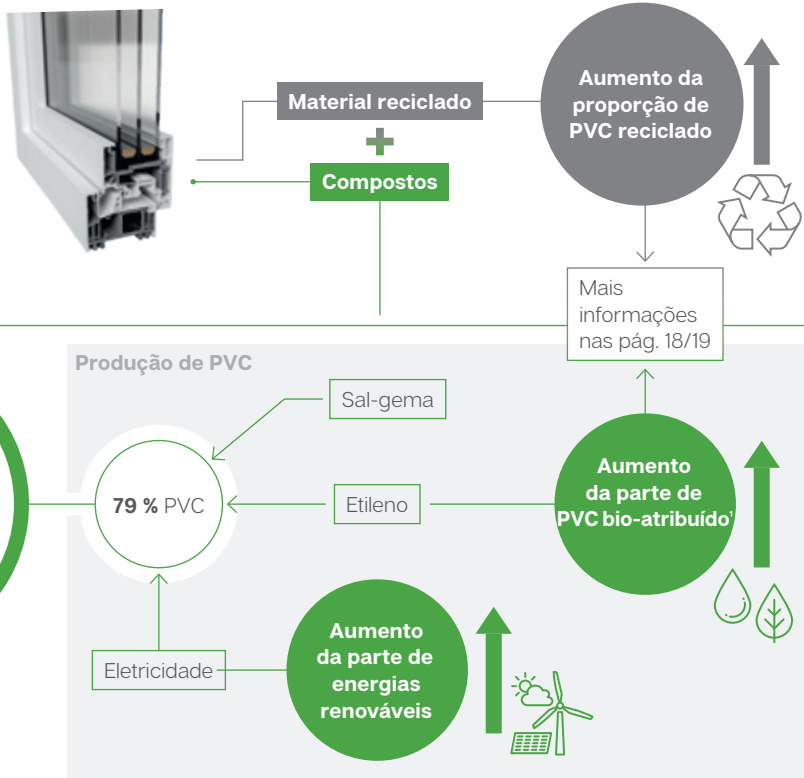 Material reciclado
Compostos
Aumento da
proporção de
PVC reciclado
Mais
informações
nas pág. 18/19
Produção de PVC
Sal-gema
79 % PVC
Etileno
Aumento
da parte de
PVC bio-atribuído¹
Eletricidade
Aumento
da parte de
energias
renováveis